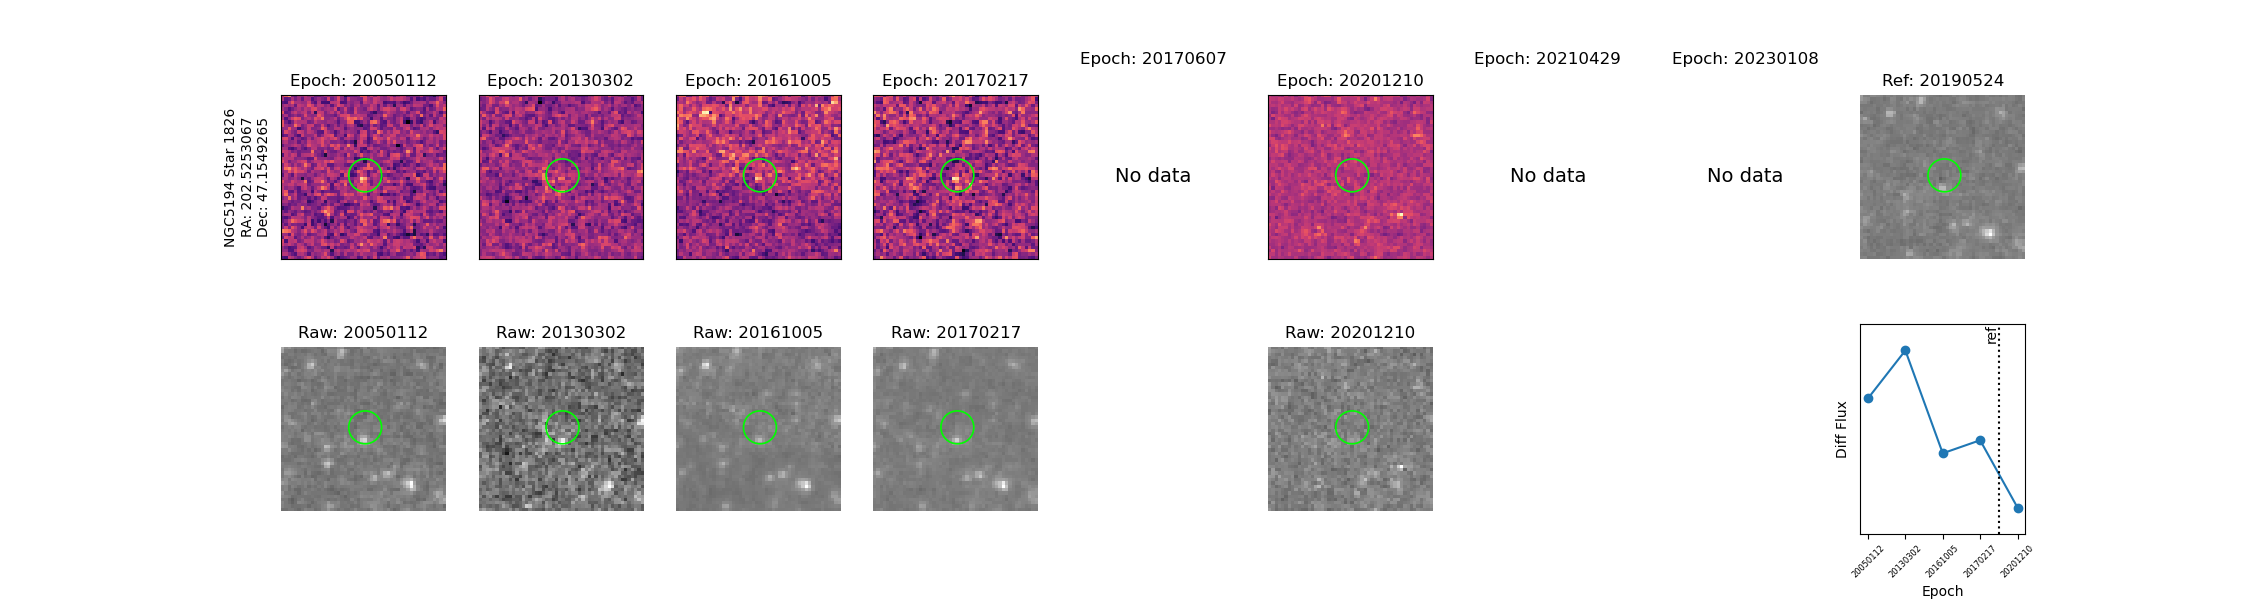 Epoch: 20050112
Epoch: 20130302
Epoch: 20161005
Epoch: 20170217
Epoch: 20170607
Epoch: 20201210
Epoch: 20210429
Epoch: 20230108
Ref: 20190524
NGC5194 Star 1826
RA: 202.5253067
Dec: 47.1549265
No data
No data
No data
Raw: 20050112
Raw: 20130302
Raw: 20161005
Raw: 20170217
Raw: 20201210
ref
Diff Flux
20050112
20130302
20161005
20170217
20201210
Epoch